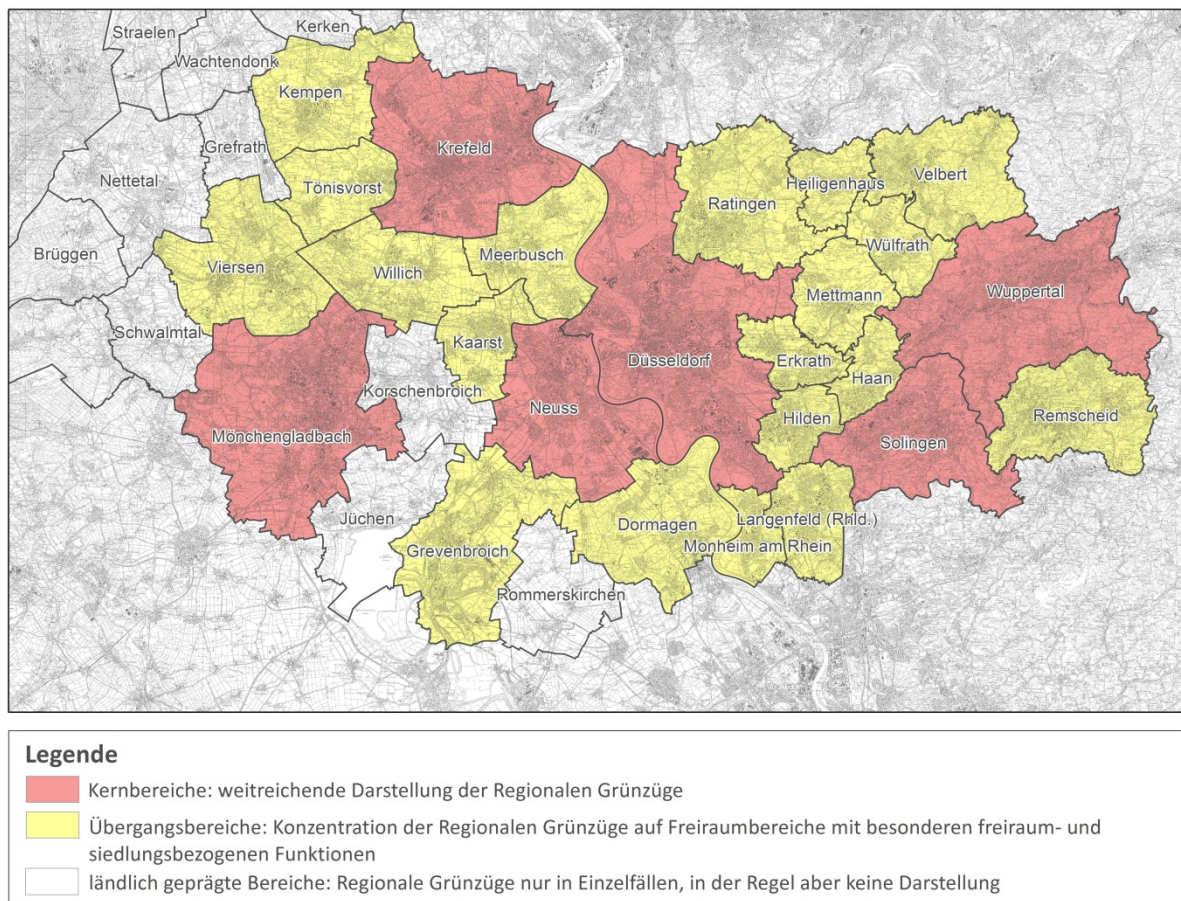 Straelen
Kerken
Wachtendonk
Kempen
Grefrath
Krefeld
Nettetal
Tönisvorst
Heiligenhaus
Velbert
Ratingen
Brüggen
Viersen
Willich
Meerbusch
Wülfrath
Mettmann
Wuppertal
Schwalmtal
Kaarst
Düsseldorf
Erkrath
Haan
Korschenbroich
Neuss
Hilden
Remscheid
Mönchengladbach
Solingen
Jüchen
Dormagen
Langenfeld (Rhld.)
Grevenbroich
Monheim am Rhein
Rommerskirchen
Legende
Kernbereiche: weitreichende Darstellung der Regionalen Grünzüge
Übergangsbereiche: Konzentration der Regionalen Grünzüge auf Freiraumbereiche mit besonderen freiraum- und
siedlungsbezogenen Funktionen
ländlich geprägte Bereiche: Regionale Grünzüge nur in Einzelfällen, in der Regel aber keine Darstellung